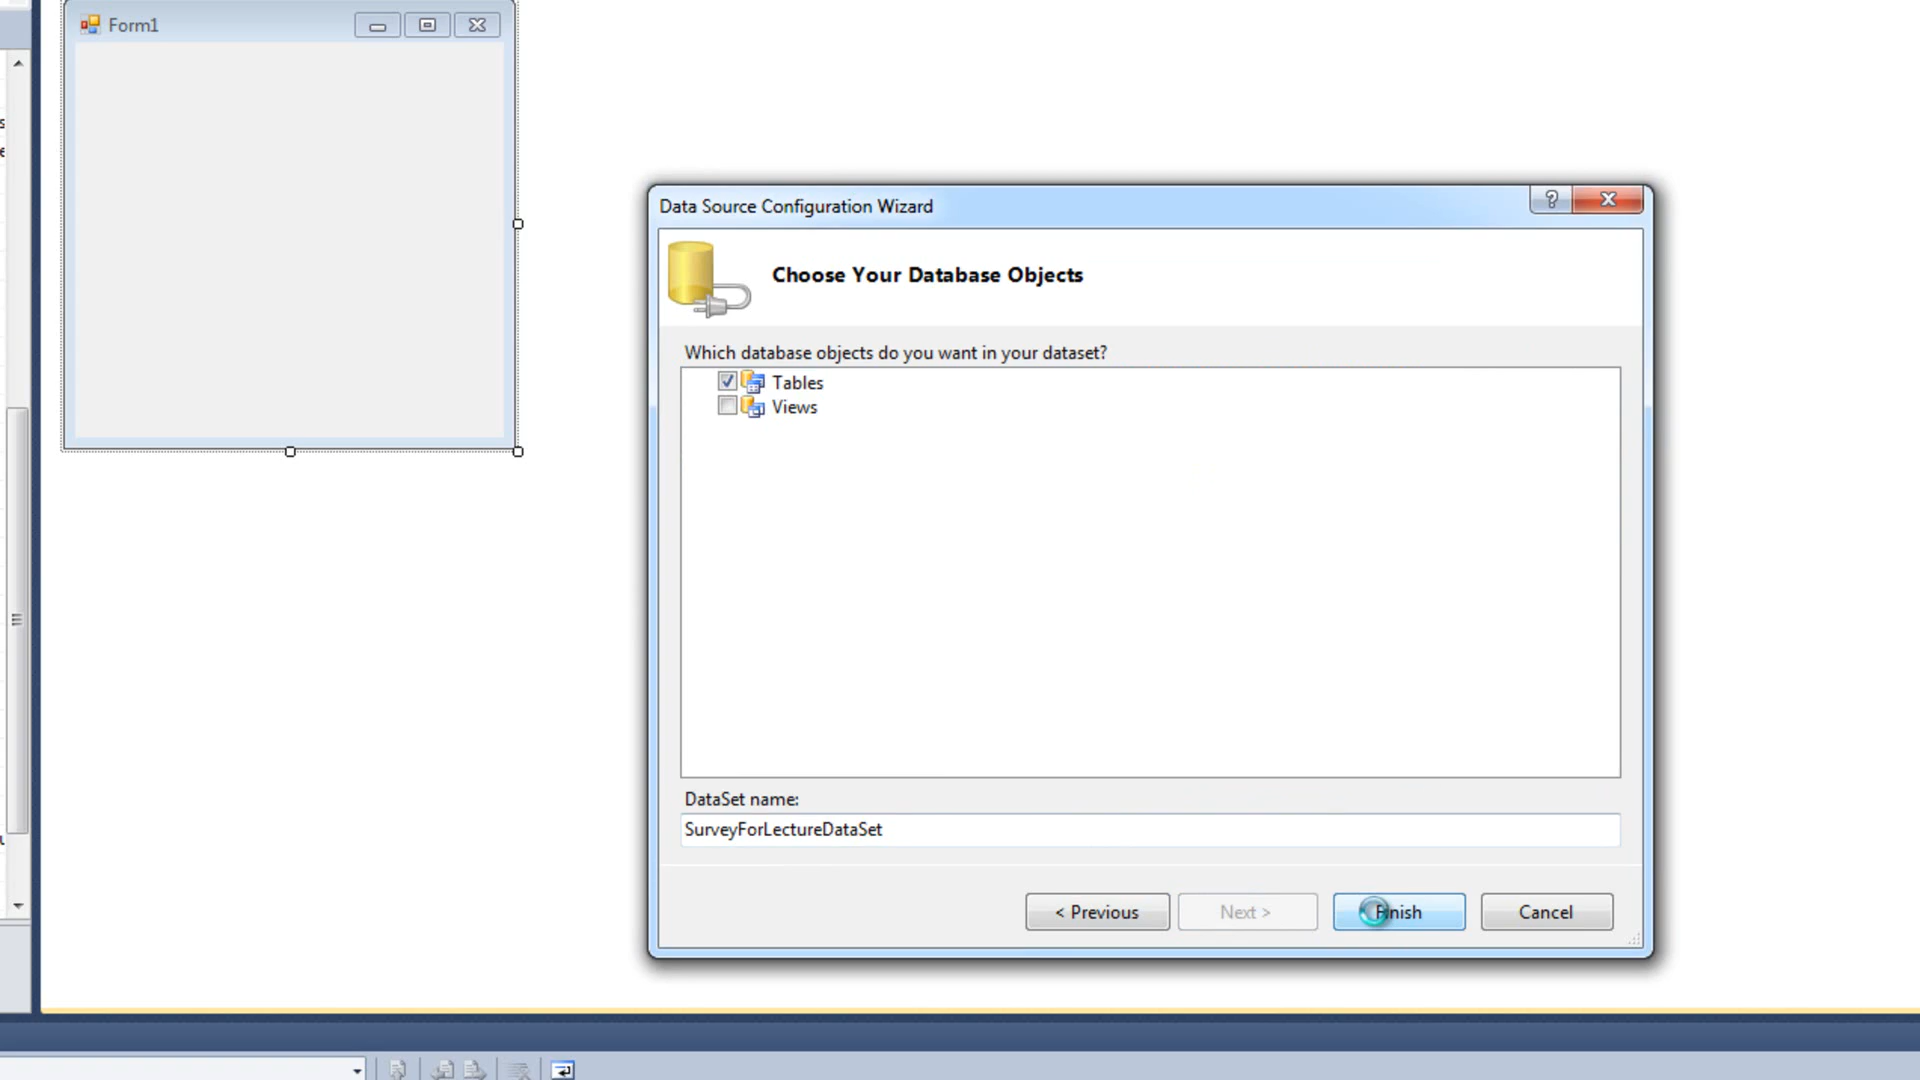 Form1
Data Source Configuration Wizard
Choose Your Database Objects
Which database objects do you want in your dataset?
Tables
Views
DataSet name:
SurveyForLectureDataSet
< Previous
Next >
Finish
Cancel